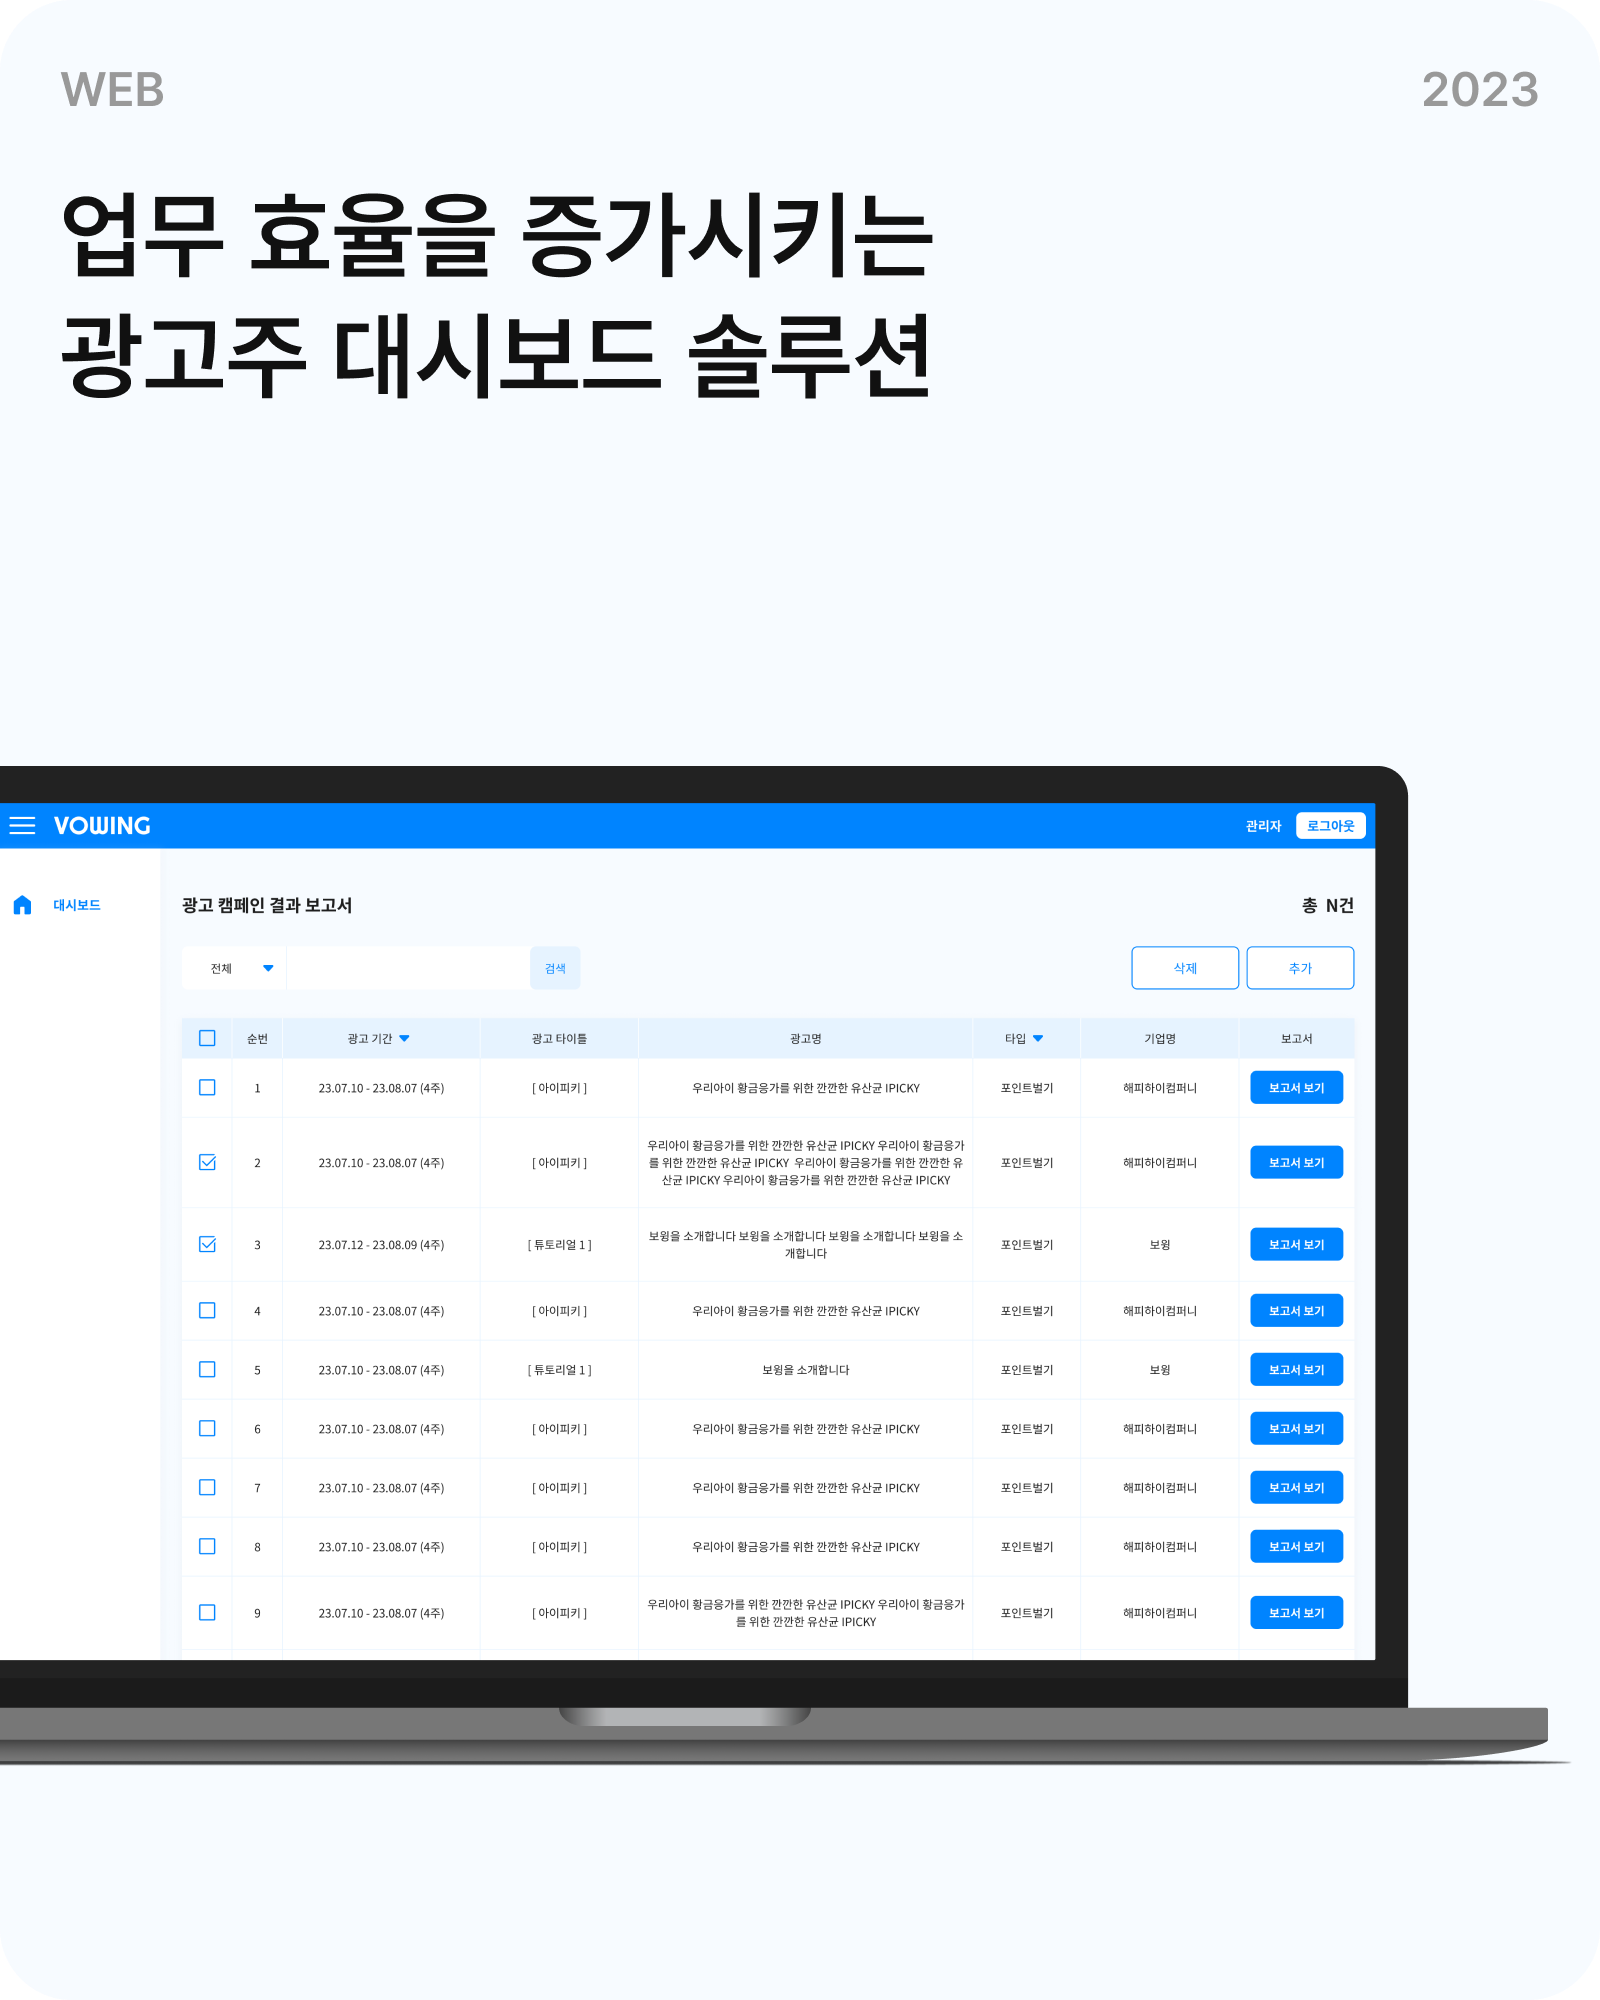 WEB
2023
업무 효율을 증가시키는
광고주 대시보드 솔루션
VOWING
관리자
로그아웃
대시보드
광고 캠페인 결과 보고서
총 N건
전체
검색
삭제
추가
순번 광고 기간 광고 타이틀 광고명 타입 기업명 보고서
1 23.07.10 - 23.08.07 (4주) [ 아이피키 ] 우리아이 황금응가를 위한 깐깐한 유산균 IPICKY 포인트벌기 해피하이컴퍼니 보고서 보기
우리아이 황금응가를 위한 깐깐한 유산균 IPICKY 우리아이 황금응가
2 23.07.10 - 23.08.07 (4주) [ 아이피키 ] 를 위한 깐깐한 유산균 IPICKY 우리아이 황금응가를 위한 깐깐한 유 포인트벌기 해피하이컴퍼니 보고서 보기
산균 IPICKY 우리아이 황금응가를 위한 깐깐한 유산균 IPICKY
3 23.07.12 - 23.08.09 (4주) [ 튜토리얼 1 ] 보윙을 소개합니다 보윙을 소개합니다 보윙을 소개합니다 보윙을 소
개합니다 포인트벌기 보윙 보고서 보기
4 23.07.10 - 23.08.07 (4주) [ 아이피키 ] 우리아이 황금응가를 위한 깐깐한 유산균 IPICKY 포인트벌기 해피하이컴퍼니 보고서 보기
5 23.07.10 - 23.08.07 (4주) [ 튜토리얼 1 ] 보윙을 소개합니다 포인트벌기 보윙 보고서 보기
6 23.07.10 - 23.08.07 (4주) [ 아이피키 ] 우리아이 황금응가를 위한 깐깐한 유산균 IPICKY 포인트벌기 해피하이컴퍼니 보고서 보기
7 23.07.10 - 23.08.07 (4주) [ 아이피키 ] 우리아이 황금응가를 위한 깐깐한 유산균 IPICKY 포인트벌기 해피하이컴퍼니 보고서 보기
8 23.07.10 - 23.08.07 (4주) [ 아이피키 ] 우리아이 황금응가를 위한 깐깐한 유산균 IPICKY 포인트벌기 해피하이컴퍼니 보고서 보기
9 23.07.10 - 23.08.07 (4주) [ 아이피키 ] 우리아이 황금응가를 위한 깐깐한 유산균 IPICKY 우리아이 황금응가
를 위한 깐깐한 유산균 IPICKY 포인트벌기 해피하이컴퍼니 보고서 보기